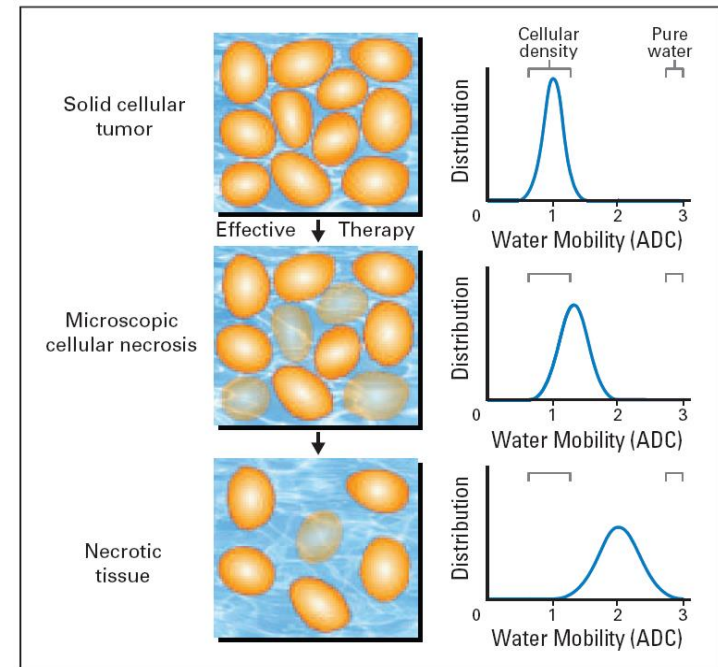 Solid cellular
tumor
Cellular
density
Pure
water
Distribution
0 1 2 3
Water Mobility (ADC)
Effective Therapy
Microscopic
cellular necrosis
Distribution
0 1 2 3
Water Mobility (ADC)
Necrotic
tissue
Distribution
0 1 2 3
Water Mobility (ADC)